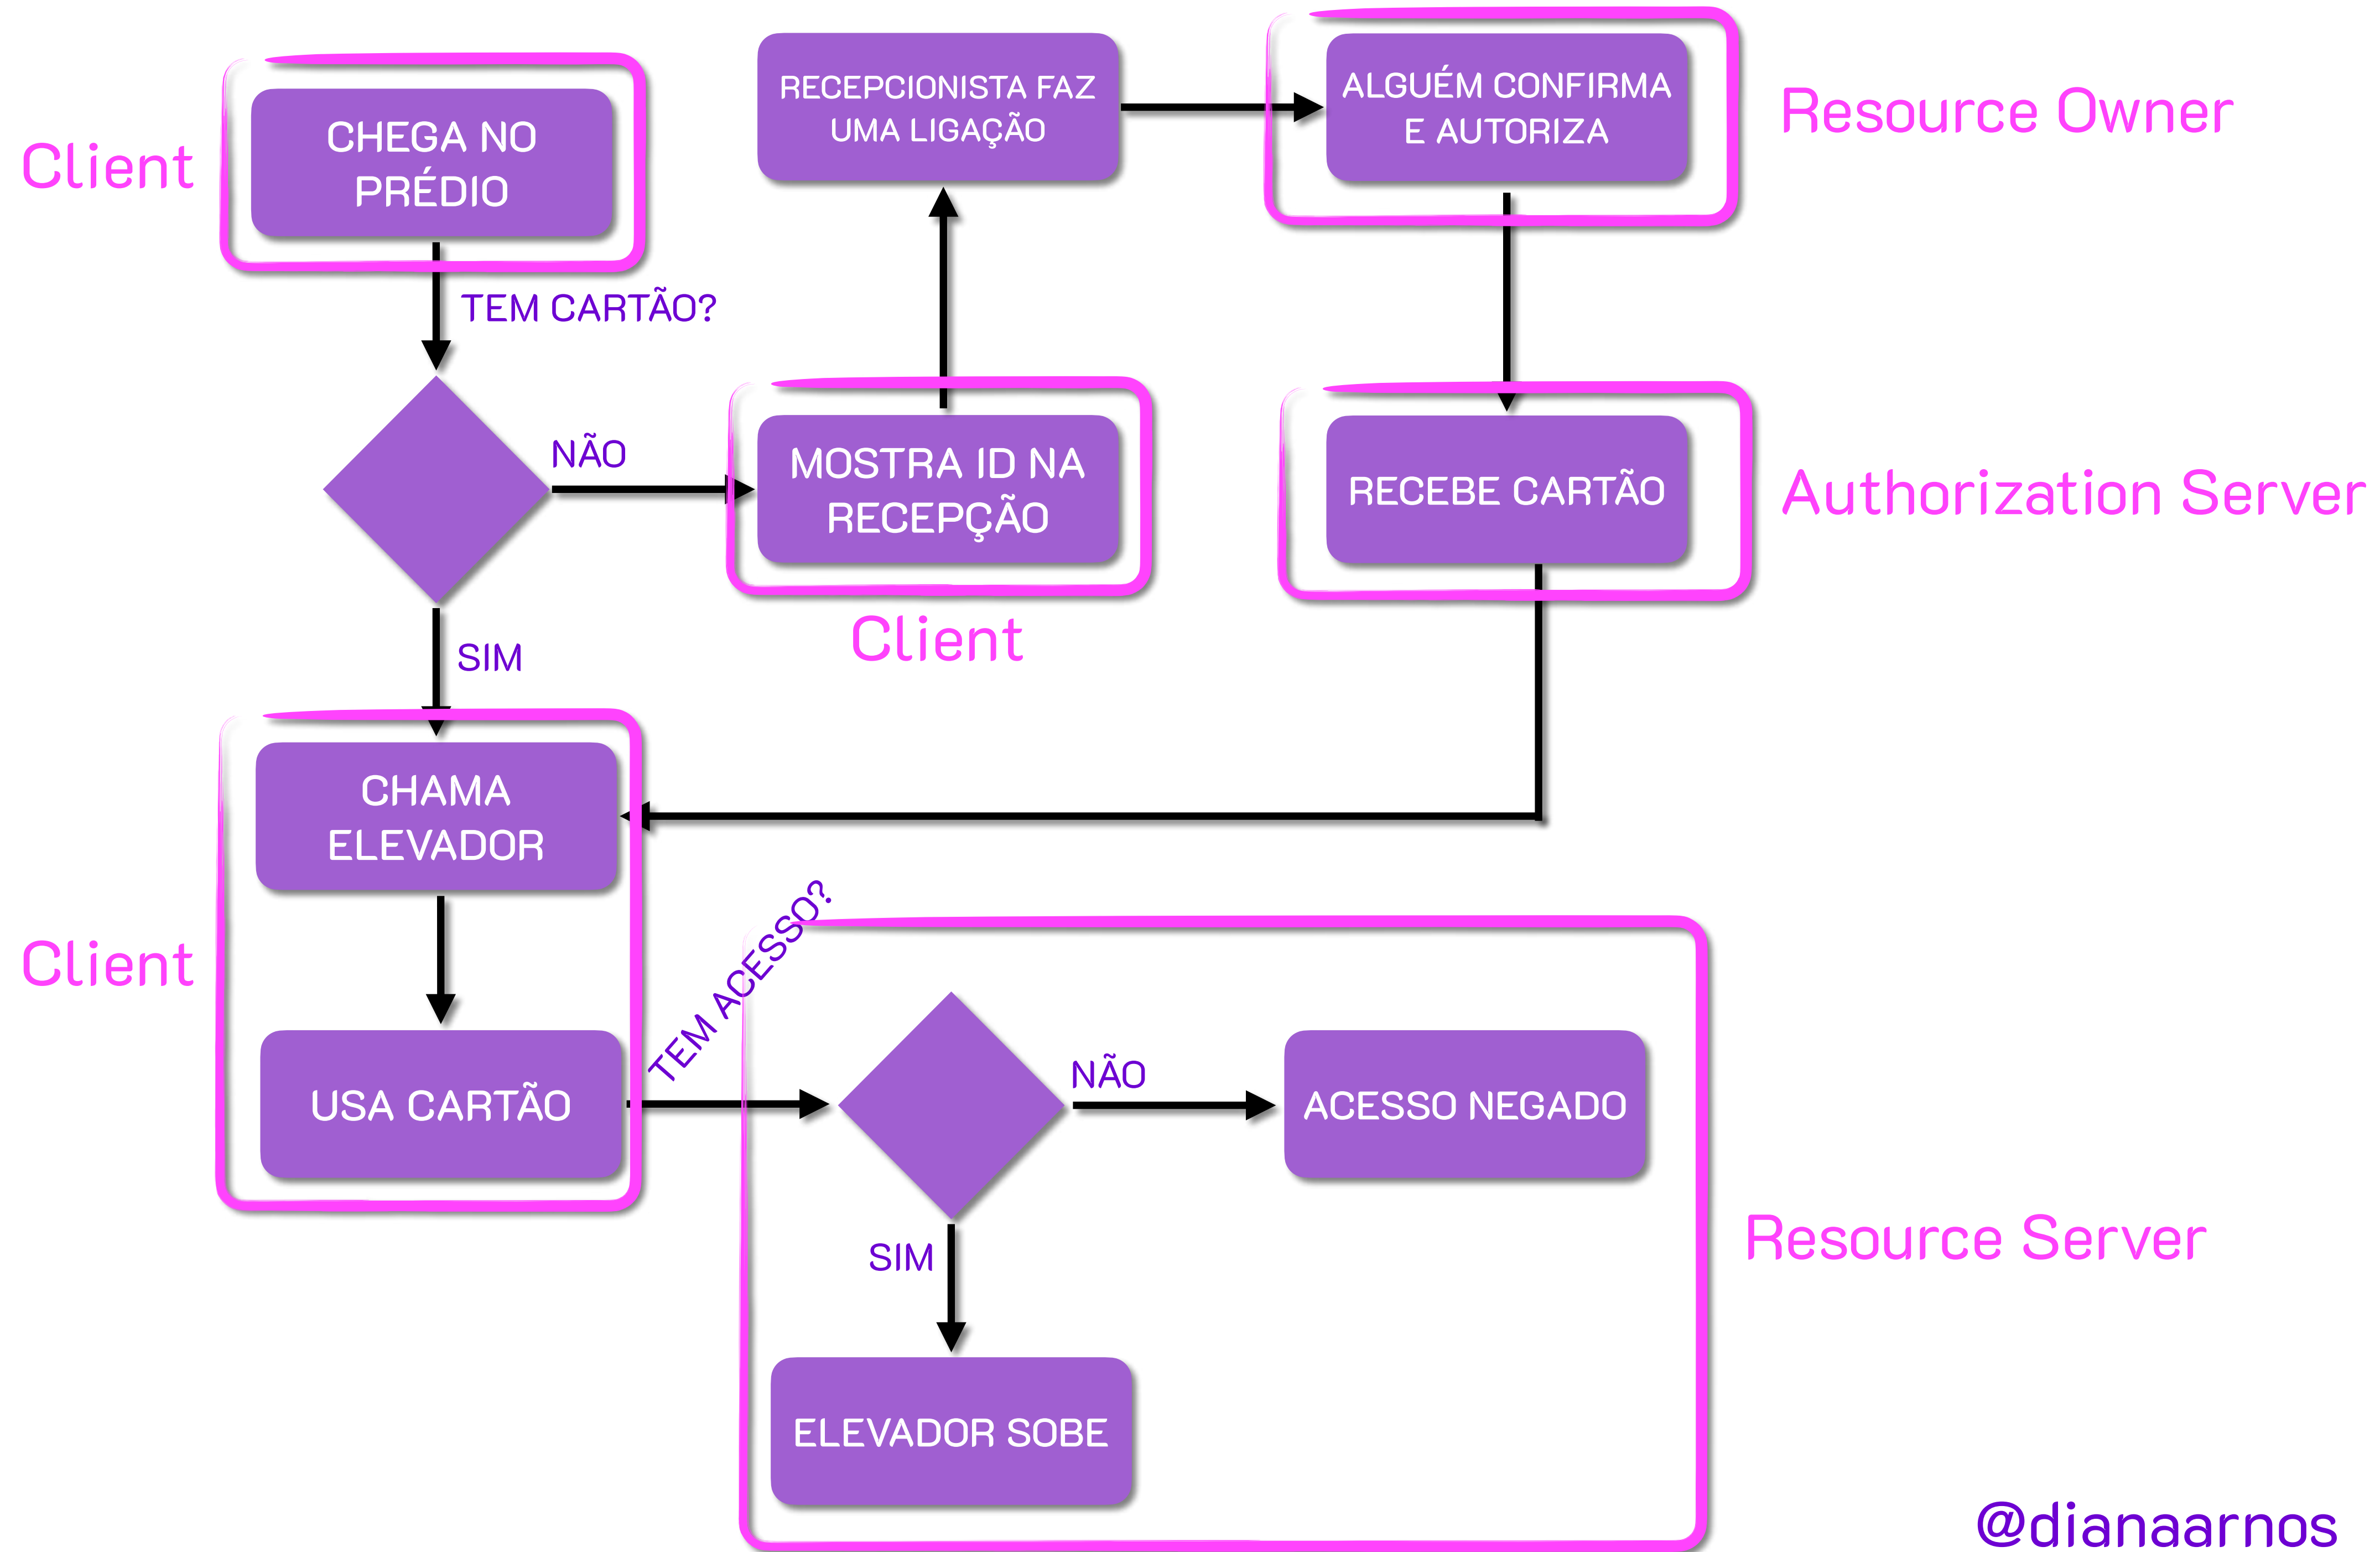 RECEPCIONISTA FAZ
UMA LIGAÇÃO
ALGUÉM CONFIRMA
E AUTORIZA
Resource Owner
Client
CHEGA NO
PRÉDIO
TEM CARTÃO?
NÃO
MOSTRA ID NA
RECEPÇÃO
Client
RECEBE CARTÃO
Authorization Server
SIM
CHAMA
ELEVADOR
Client
USA CARTÃO
TEM ACESSO?
NÃO
ACESSO NEGADO
SIM
ELEVADOR SOBE
Resource Server
@dianaarnos